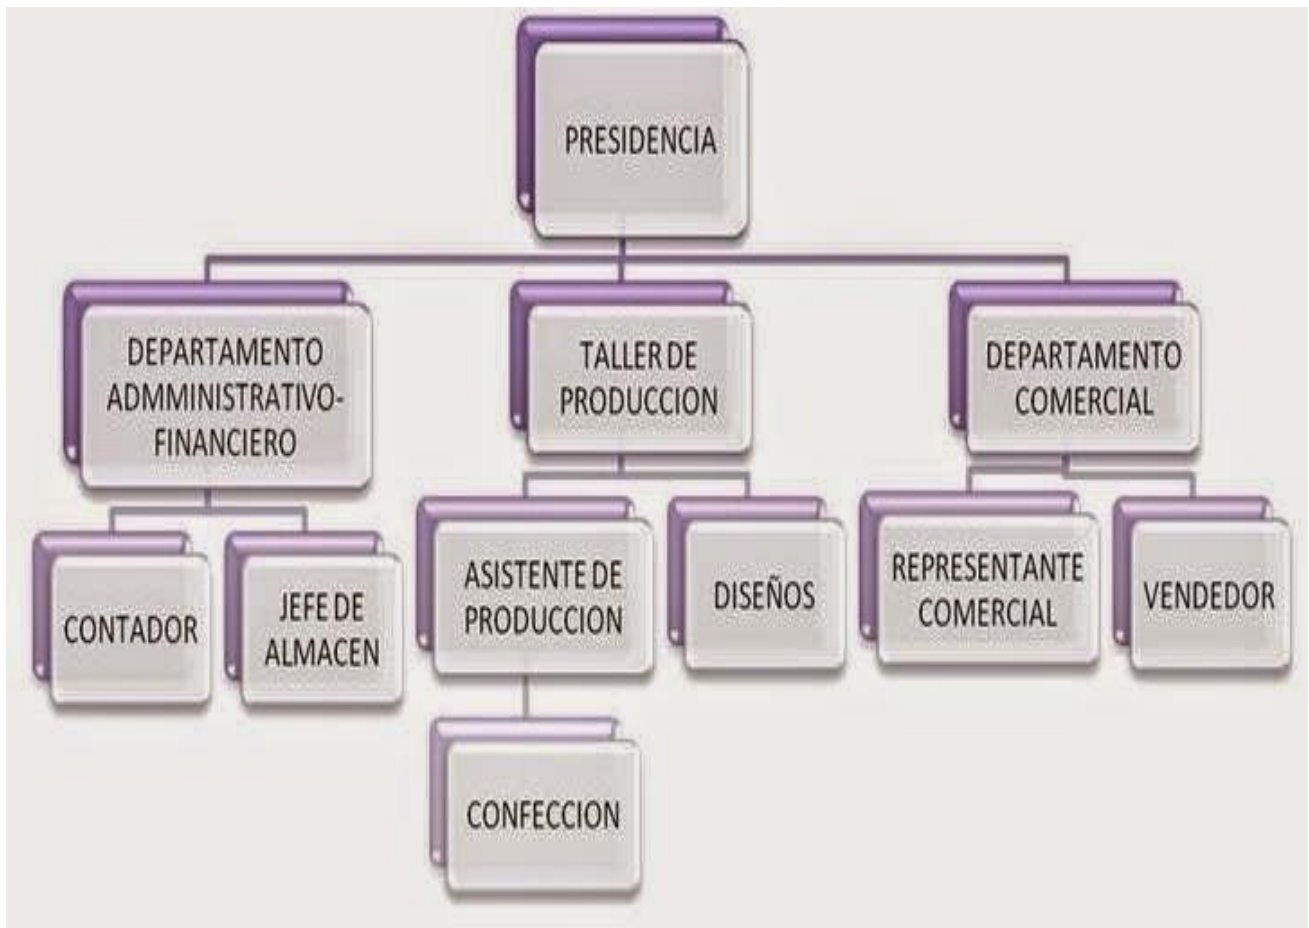 PRESIDENCIA
DEPARTAMENTO
ADMMINISTRATIVO-
FINANCIERO
TALLER DE
PRODUCCION
DEPARTAMENTO
COMERCIAL
CONTADOR
JEFE DE
ALMACEN
ASISTENTE DE
PRODUCCION
DISEÑOS
REPRESENTANTE
COMERCIAL
VENDEDOR
CONFECCION